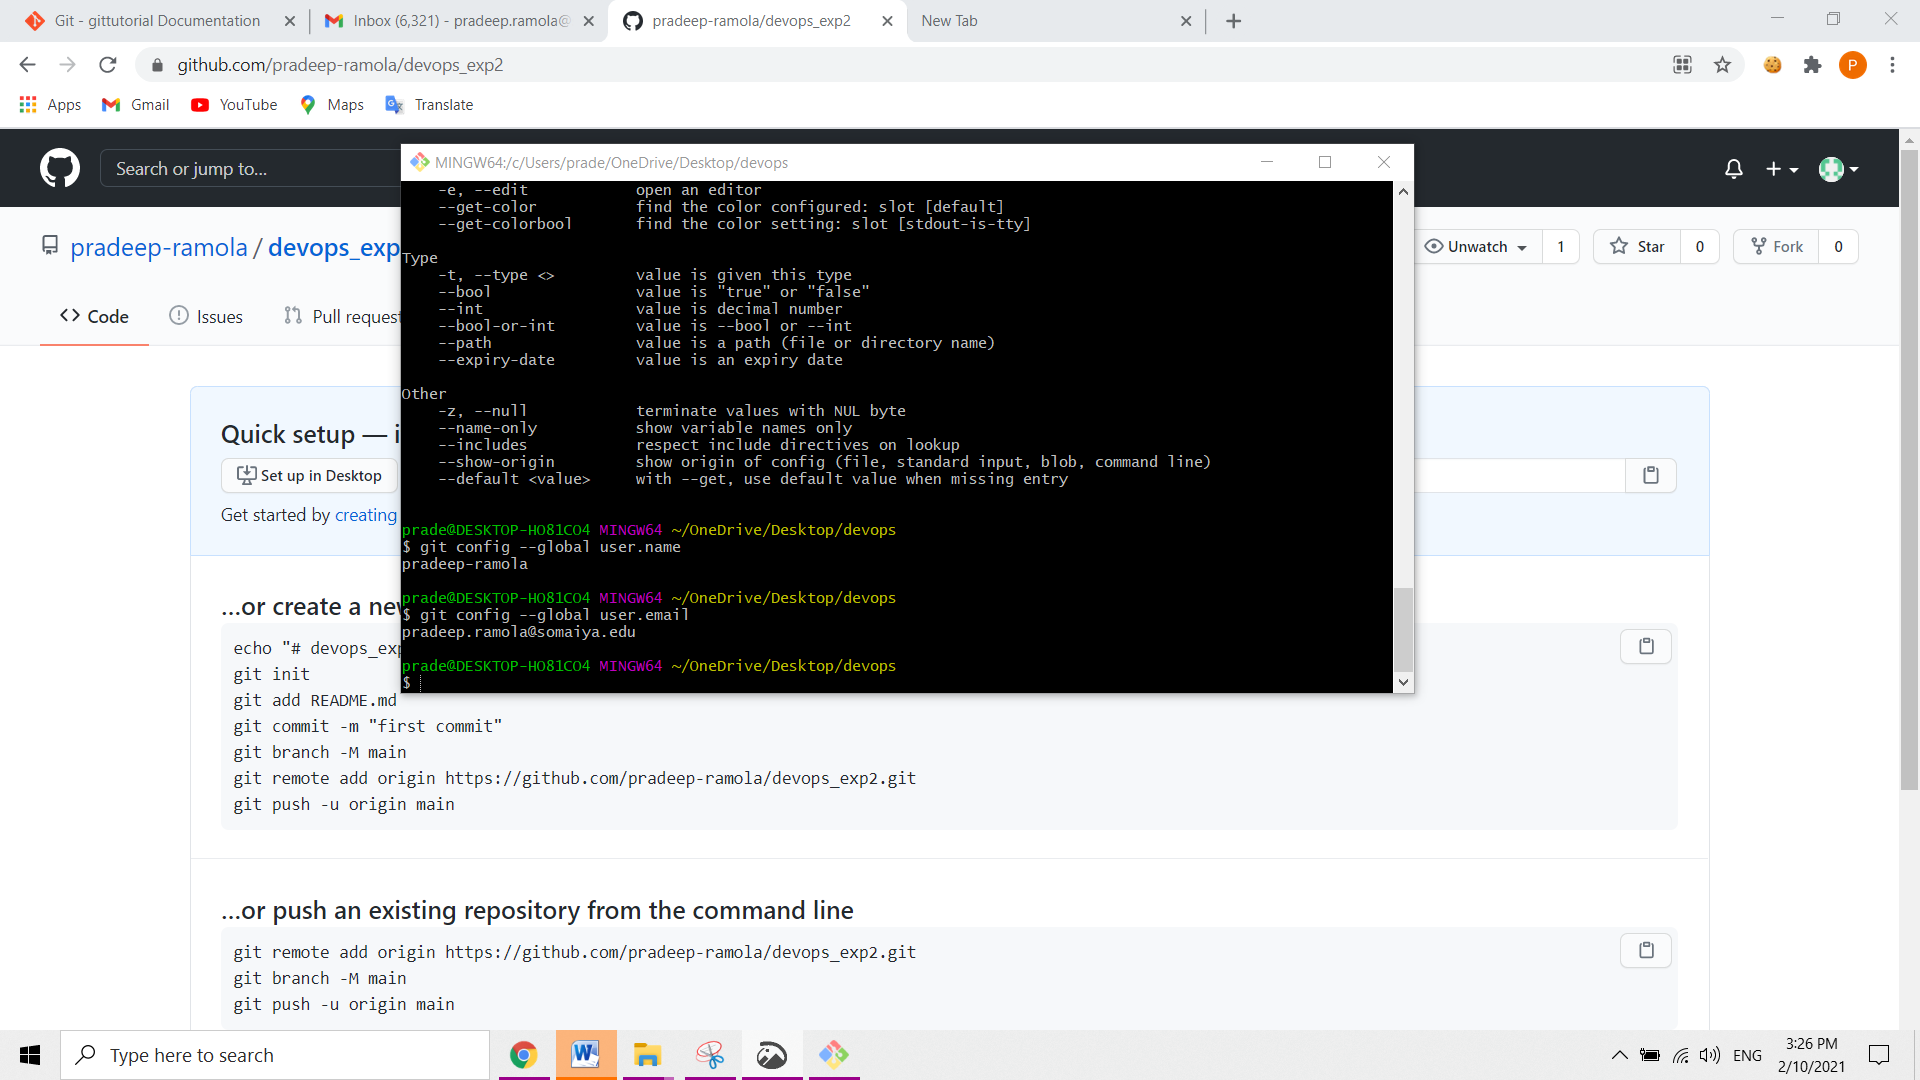 Git - gittutorial Documentation
Inbox (6,321) - pradeep.ramola@
pradeep-ramola/devops_exp2
New Tab
github.com/pradeep-ramola/devops_exp2
P
Apps
Gmail
YouTube
Maps
Translate
Search or jump to...
MINGW64:/c/Users/prade/OneDrive/Desktop/devops
pradeep-ramola / devops_exp
Unwatch 1
Star 0
Fork 0
Code
Issues
Pull request
-e, --edit open an editor
--get-color find the color configured: slot [default]
--get-colorbool find the color setting: slot [stdout-is-tty]
Type
-t, --type <> value is given this type
--bool value is "true" or "false"
--int value is decimal number
--bool-or-int value is --bool or --int
--path value is a path (file or directory name)
--expiry-date value is an expiry date
Other
-z, --null terminate values with NUL byte
--name-only show variable names only
--includes respect include directives on lookup
--show-origin show origin of config (file, standard input, blob, command line)
--default <value> with --get, use default value when missing entry
prade@DESKTOP-HO81CO4 MINGW64 ~/OneDrive/Desktop/devops
$ git config --global user.name
pradeep-ramola
prade@DESKTOP-HO81CO4 MINGW64 ~/OneDrive/Desktop/devops
$ git config --global user.email
pradeep.ramola@somaiya.edu
prade@DESKTOP-HO81CO4 MINGW64 ~/OneDrive/Desktop/devops
$
Quick setup — i
Set up in Desktop
Get started by creating
...or create a new
echo "# devops_exp
git init
git add README.md
git commit -m "first commit"
git branch -M main
git remote add origin https://github.com/pradeep-ramola/devops_exp2.git
git push -u origin main
...or push an existing repository from the command line
git remote add origin https://github.com/pradeep-ramola/devops_exp2.git
git branch -M main
git push -u origin main
Type here to search
ENG
3:26 PM
2/10/2021